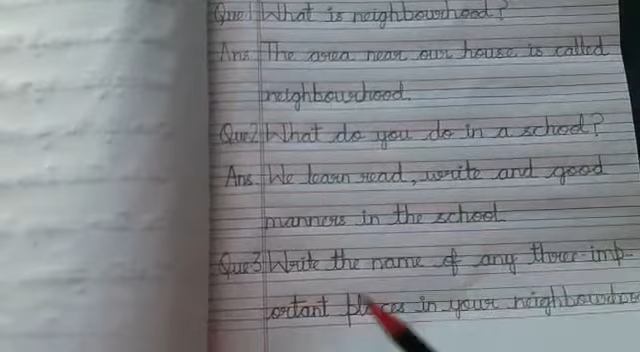 Que1 What is neighbourhood?
Ans. The area near our house is called
neighbourhood.
Que2 What do you do in a school?
Ans. We learn read, write and good
manners in the school.
Que3 Write the name of any three imp-
ortant places in your neighbourhood